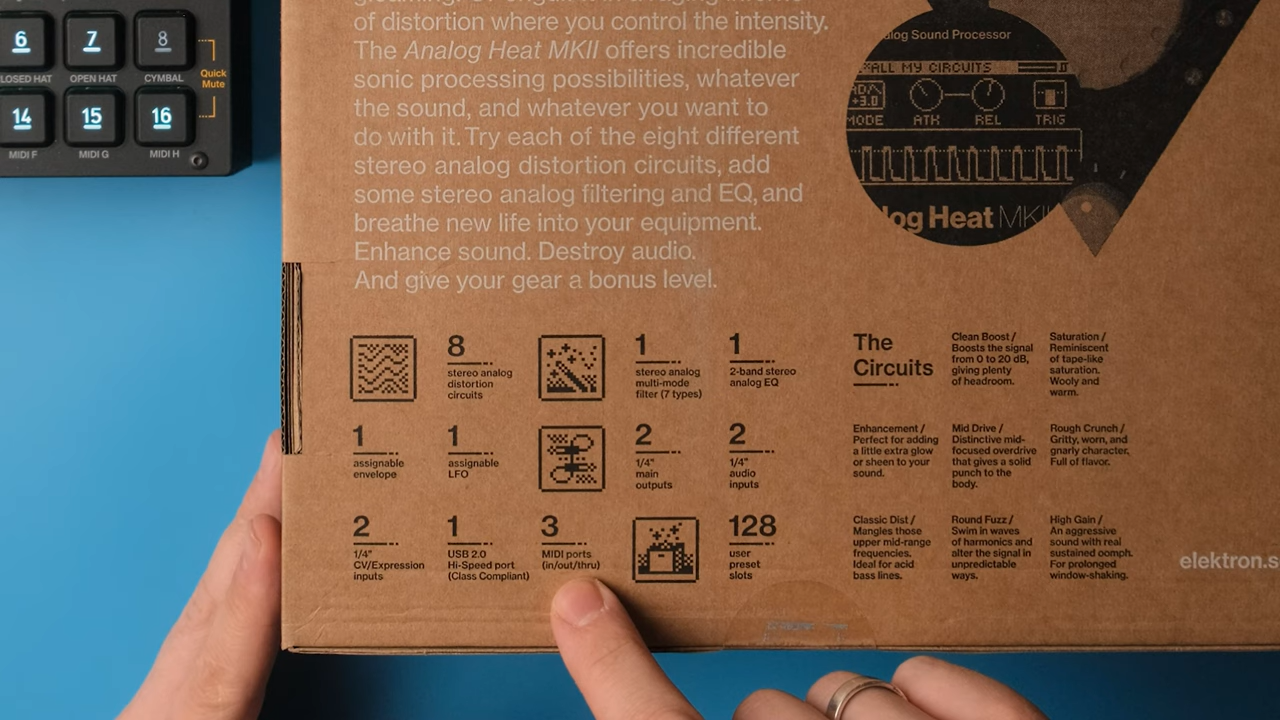 6
7
8
LOSED HAT
OPEN HAT
CYMBAL
Quick
Mute
14
15
16
MIDI F
MIDI G
MIDI H
of distortion where you control the intensity.
The Analog Heat MKII offers incredible
sonic processing possibilities, whatever
the sound, and whatever you want to
do with it. Try each of the eight different
stereo analog distortion circuits, add
some stereo analog filtering and EQ, and
breathe new life into your equipment.
Enhance sound. Destroy audio.
And give your gear a bonus level.
alog Sound Processor
ALL MY CIRCUITS
+3.0
MODE
ATK
REL
TRIG
log Heat MKII
8
stereo analog
distortion
circuits
1
stereo analog
multi-mode
filter (7 types)
1
2-band stereo
analog EQ
1
assignable
envelope
1
assignable
LFO
2
1/4"
main
outputs
2
1/4"
audio
inputs
2
1/4"
CV/Expression
inputs
1
USB 2.0
Hi-Speed port
(Class Compliant)
3
MIDI ports
(in/out/thru)
128
user
preset
slots
The
Circuits
Clean Boost /
Boosts the signal
from 0 to 20 dB,
giving plenty
of headroom.
Saturation /
Reminiscent
of tape-like
saturation.
Wooly and
warm.
Enhancement /
Perfect for adding
a little extra glow
or sheen to your
sound.
Mid Drive /
Distinctive mid-
focused overdrive
that gives a solid
punch to the
body.
Rough Crunch /
Gritty, worn, and
gnarly character.
Full of flavor.
Classic Dist /
Mangles those
upper mid-range
frequencies.
Ideal for acid
bass lines.
Round Fuzz /
Swim in waves
of harmonics and
alter the signal in
unpredictable
ways.
High Gain /
An aggressive
sound with real
sustained oomph.
For prolonged
window-shaking.
elektron.s